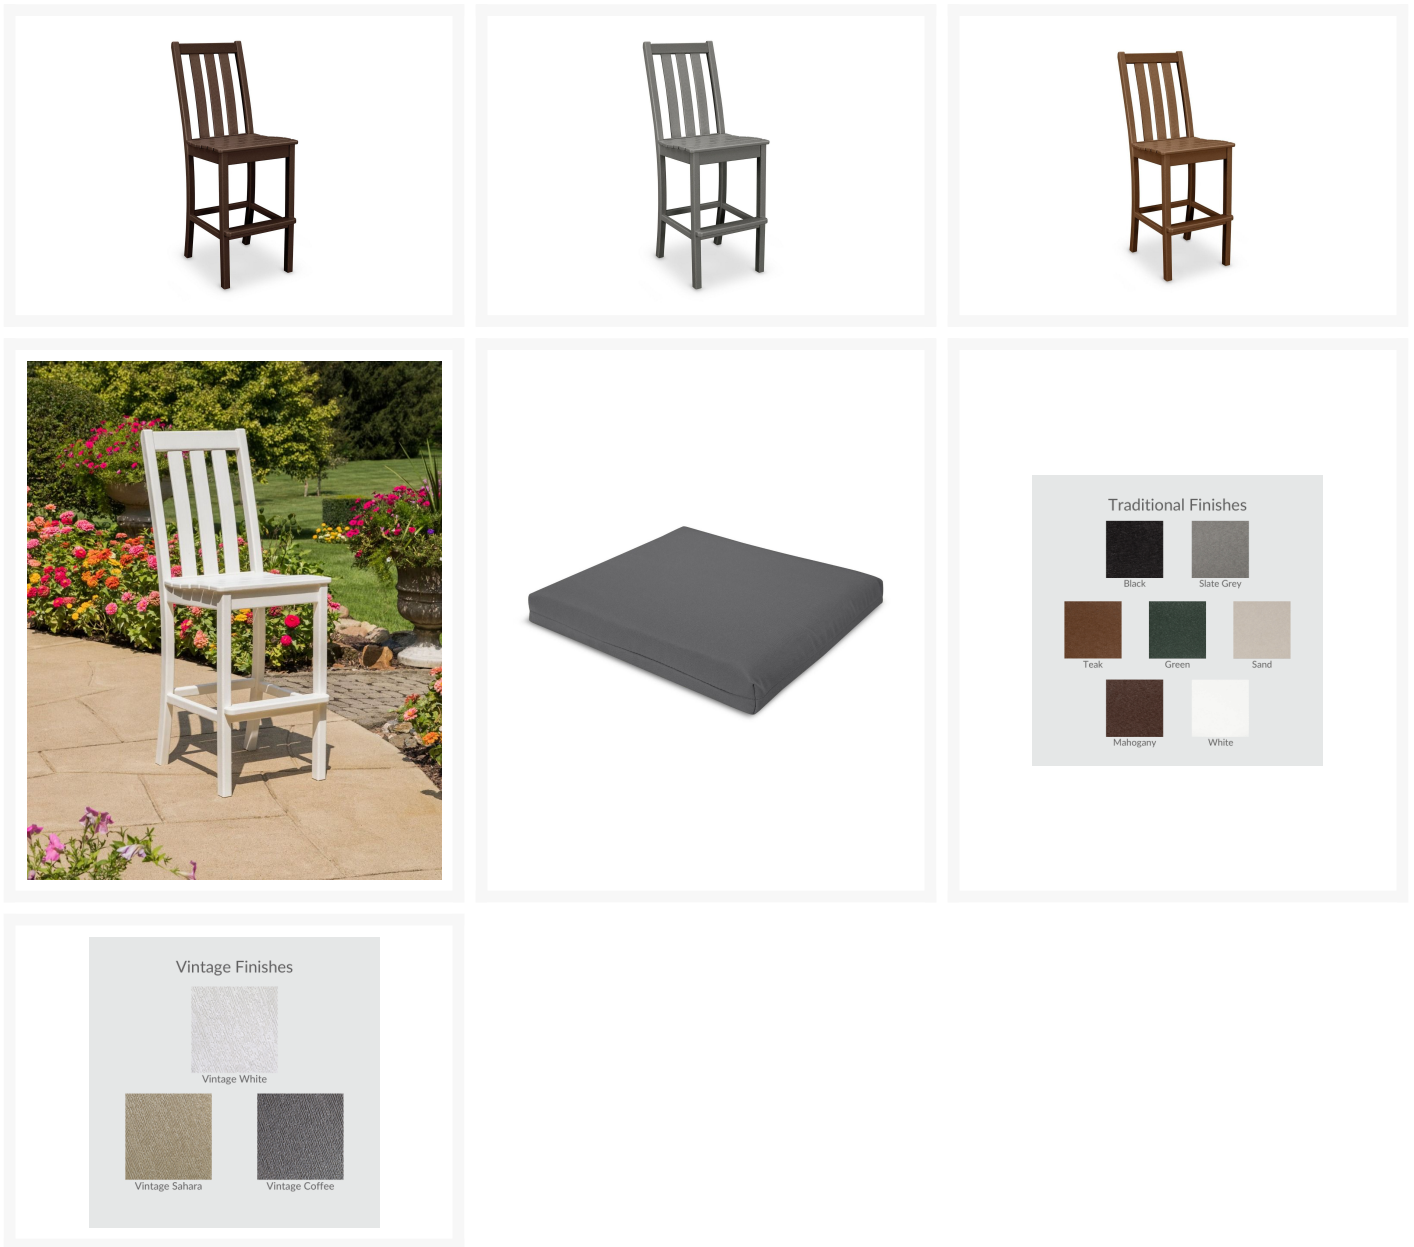 Traditional Finishes
Black
Slate Grey
Teak
Green
Sand
Mahogany
White
Vintage Finishes
Vintage White
Vintage Sahara
Vintage Coffee